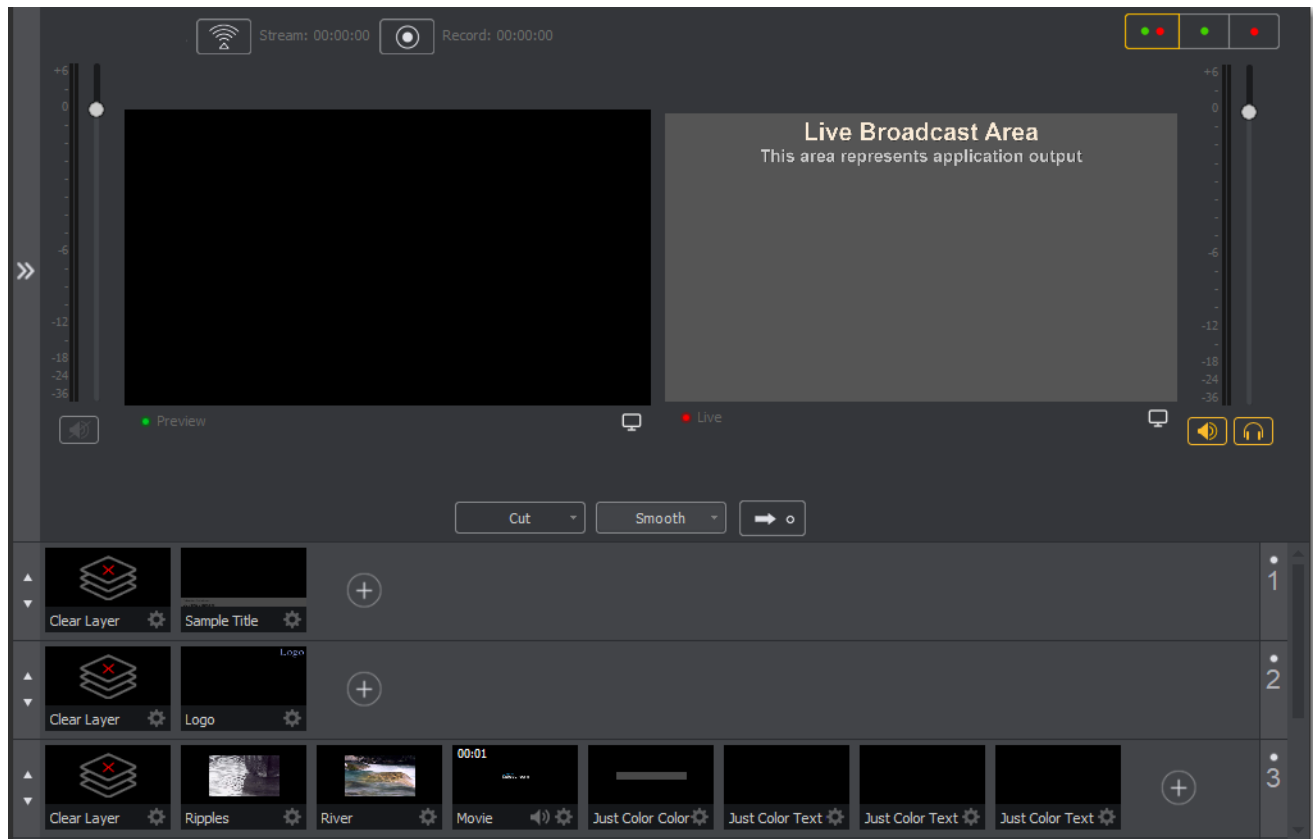 Stream: 00:00:00
Record: 00:00:00
+6
0
-6
-12
-18
-24
-36
Live Broadcast Area
This area represents application output
+6
0
-6
-12
-18
-24
-36
Preview
Live
Cut
Smooth
Clear Layer
Sample Title
1
Logo
Clear Layer
Logo
2
00:01
Clear Layer
Ripples
River
Movie
Just Color Color
Just Color Text
Just Color Text
Just Color Text
3